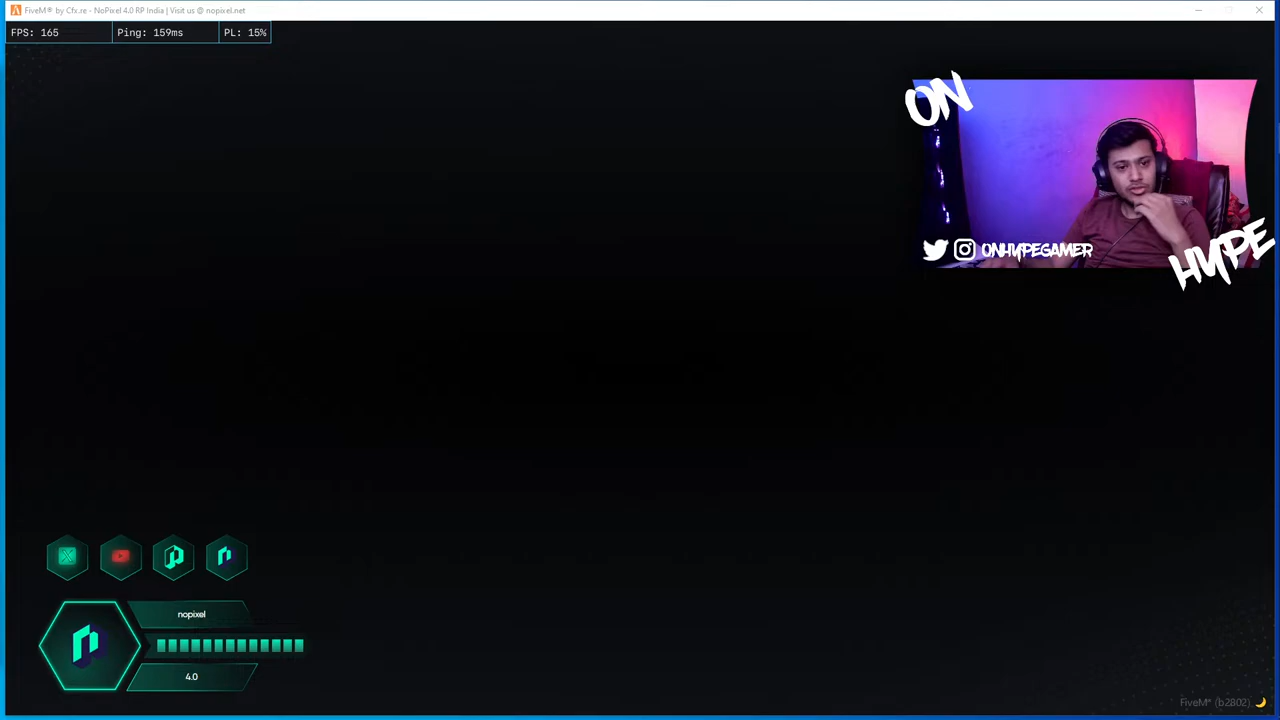 FiveM® by Cfx.re - NoPixel 4.0 RP India | Visit us @ nopixel.net
FPS: 165 Ping: 159ms PL: 15%
ON
ONHYPEGAMER
HYPE
nopixel
4.0
FiveM* (b2802)